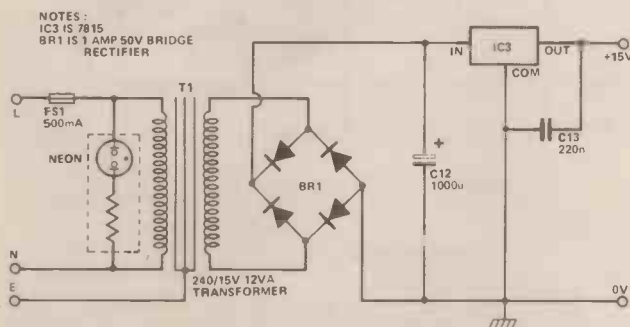 NOTES :
IC3 IS 7815
BR1 IS 1 AMP 50V BRIDGE
RECTIFIER
IN
IC3
OUT
+15V
COM
T1
L
FS1
500mA
C13
220n
NEON
+
C12
1000u
BR1
N
E
240/15V 12VA
TRANSFORMER
0V